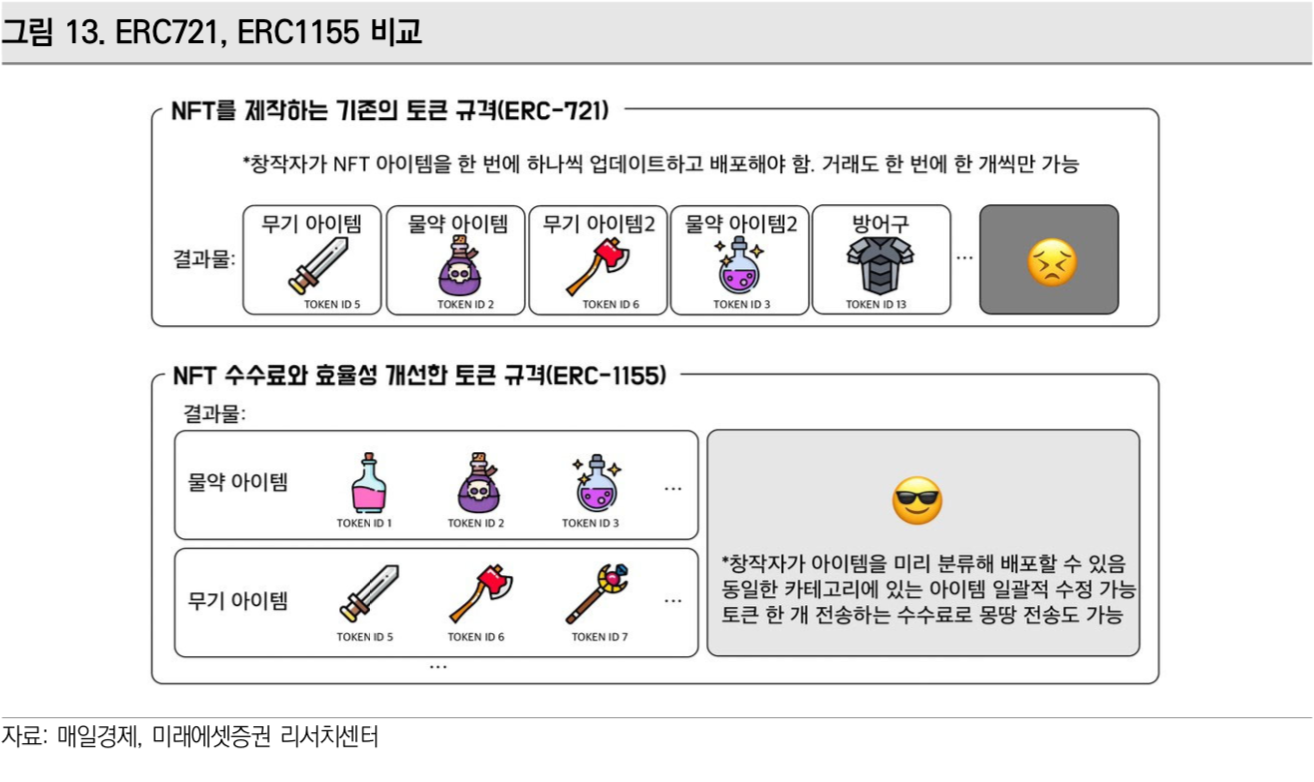 그림 13. ERC721, ERC1155 비교
NFT를 제작하는 기존의 토큰 규격(ERC-721)
*창작자가 NFT 아이템을 한 번에 하나씩 업데이트하고 배포해야 함. 거래도 한 번에 한 개씩만 가능
결과물:
무기 아이템
TOKEN ID 5
물약 아이템
TOKEN ID 2
무기 아이템2
TOKEN ID 6
물약 아이템2
TOKEN ID 3
방어구
TOKEN ID 13
...
NFT 수수료와 효율성 개선한 토큰 규격(ERC-1155)
결과물:
물약 아이템
TOKEN ID 1
TOKEN ID 2
TOKEN ID 3
...
무기 아이템
TOKEN ID 5
TOKEN ID 6
TOKEN ID 7
...
...
*창작자가 아이템을 미리 분류해 배포할 수 있음
동일한 카테고리에 있는 아이템 일괄적 수정 가능
토큰 한 개 전송하는 수수료로 몽땅 전송도 가능
자료: 매일경제, 미래에셋증권 리서치센터